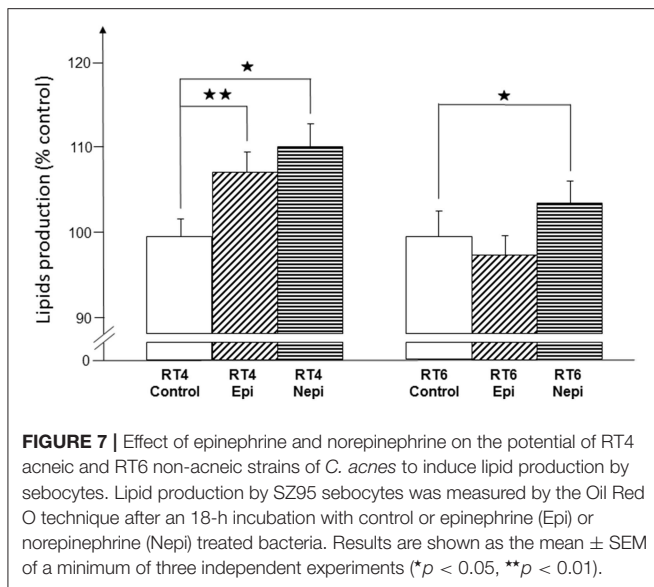 Lipids production (% control)
120
110
100
90
0
★★
★
★
RT4 Control
RT4 Epi
RT4 Nepi
RT6 Control
RT6 Epi
RT6 Nepi
FIGURE 7 | Effect of epinephrine and norepinephrine on the potential of RT4
acneic and RT6 non-acneic strains of C. acnes to induce lipid production by
sebocytes. Lipid production by SZ95 sebocytes was measured by the Oil Red
O technique after an 18-h incubation with control or epinephrine (Epi) or
norepinephrine (Nepi) treated bacteria. Results are shown as the mean ± SEM
of a minimum of three independent experiments (★p < 0.05, ★★p < 0.01).